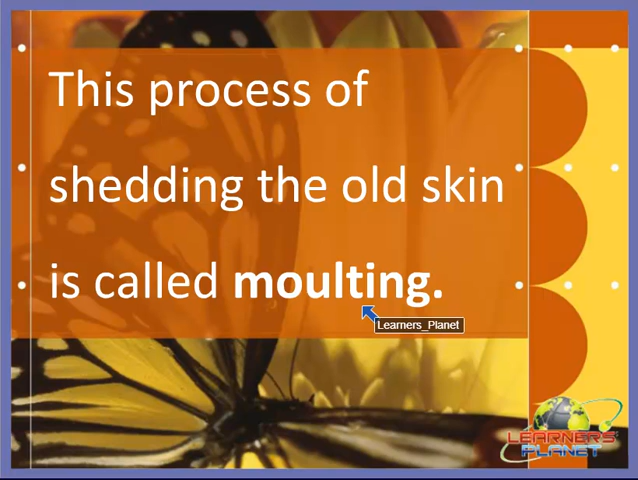 This process of
shedding the old skin
is called moulting.
Learners_Planet
LEARNERS
PLANET